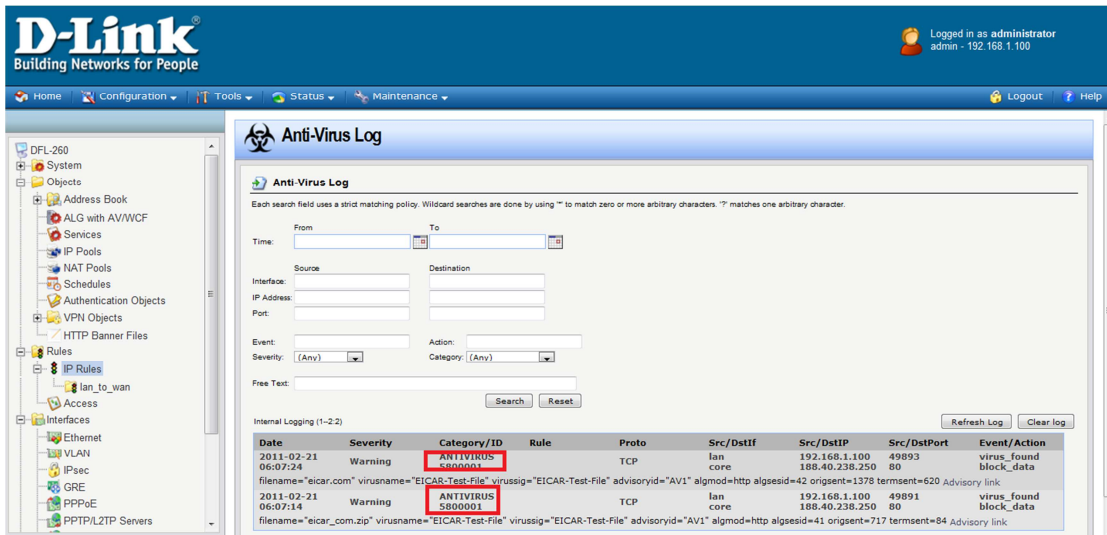 D-Link
Building Networks for People
Logged in as administrator
admin - 192.168.1.100
Home Configuration Tools Status Maintenance Logout Help
DFL-260
System
Objects
Address Book
ALG with AV/WCF
Services
IP Pools
NAT Pools
Schedules
Authentication Objects
VPN Objects
HTTP Banner Files
Rules
IP Rules
lan_to_wan
Access
Interfaces
Ethernet
VLAN
IPsec
GRE
PPPoE
PPTP/L2TP Servers
Anti-Virus Log
Anti-Virus Log
Each search field uses a strict matching policy. Wildcard searches are done by using '*' to match zero or more arbitrary characters. '?' matches one arbitrary character.
From To
Time:
Source Destination
Interface:
IP Address:
Port:
Event: Action:
Severity: (Any) Category: (Any)
Free Text:
Search Reset
Internal Logging (1--2:2) Refresh Log Clear log
Date Severity Category/ID Rule Proto Src/DstIf Src/DstIP Src/DstPort Event/Action
2011-02-21 Warning ANTIVIRUS TCP lan 192.168.1.100 49893 virus_found
06:07:24 5800001 core 188.40.238.250 80 block_data
filename="eicar.com" virusname="EICAR-Test-File" virussig="EICAR-Test-File" advisoryid="AV1" algmod=http algsesid=42 origsent=1378 termsent=620 Advisory link
2011-02-21 Warning ANTIVIRUS TCP lan 192.168.1.100 49891 virus_found
06:07:14 5800001 core 188.40.238.250 80 block_data
filename="eicar_com.zip" virusname="EICAR-Test-File" virussig="EICAR-Test-File" advisoryid="AV1" algmod=http algsesid=41 origsent=717 termsent=84 Advisory link